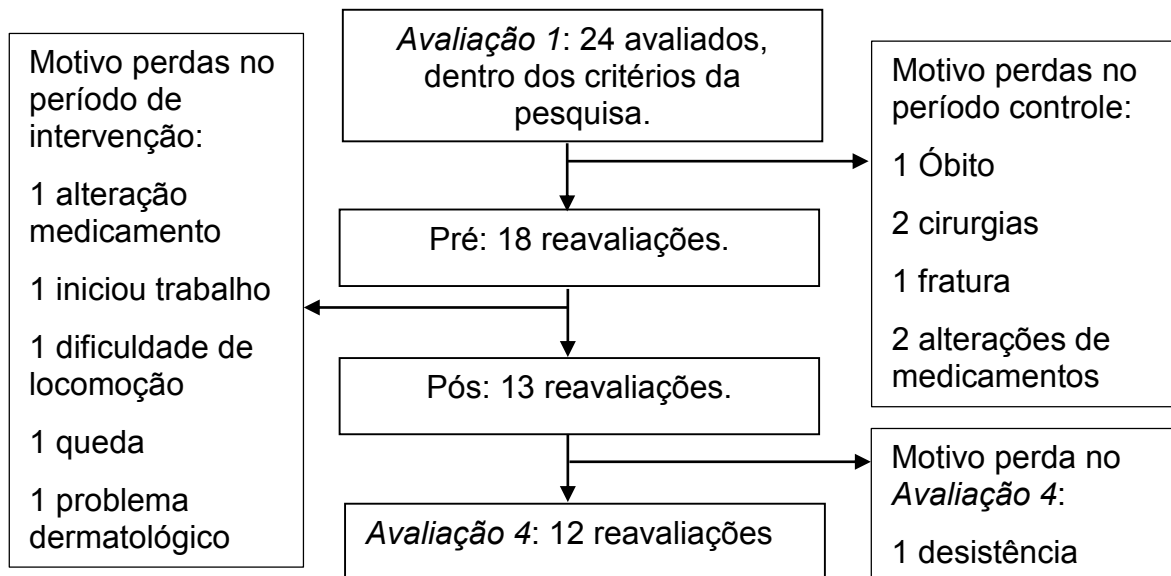 Avaliação 1: 24 avaliados,
dentro dos critérios da
pesquisa.
Motivo perdas no
período controle:
1 Óbito
2 cirurgias
1 fratura
2 alterações de
medicamentos
Pré: 18 reavaliações.
Motivo perdas no
período de
intervenção:
1 alteração
medicamento
1 iniciou trabalho
1 dificuldade de
locomoção
1 queda
1 problema
dermatológico
Pós: 13 reavaliações.
Motivo perda no
Avaliação 4:
1 desistência
Avaliação 4: 12 reavaliações